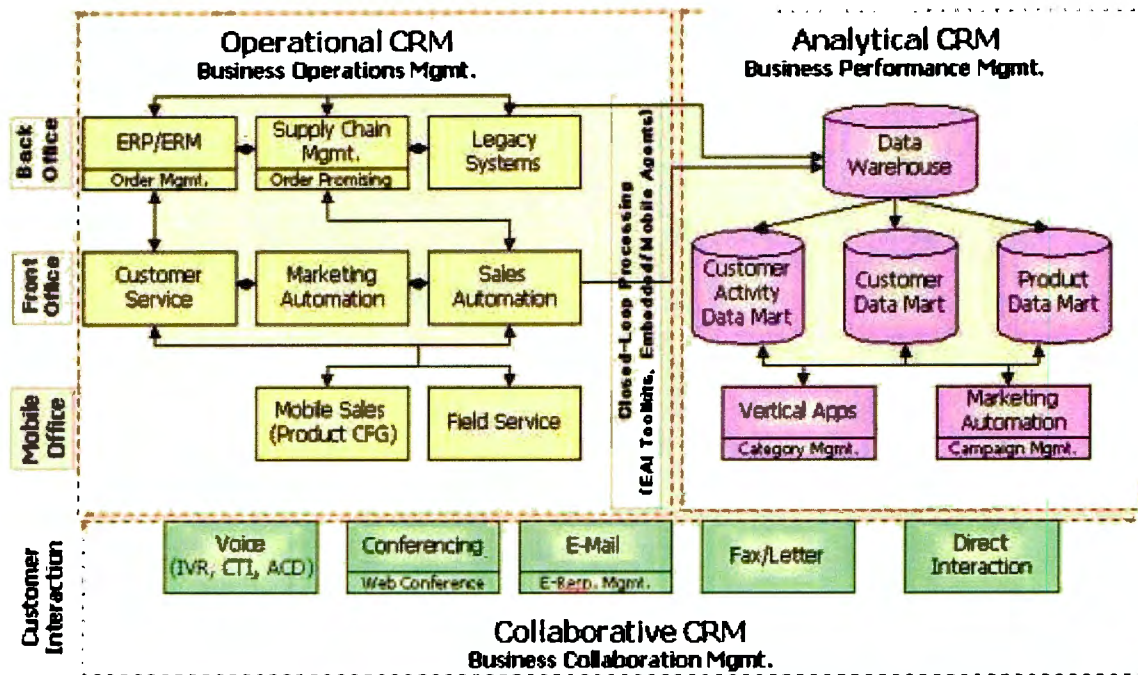 Operational CRM
Business Operations Mgmt.
Analytical CRM
Business Performance Mgmt.
Back
Office
ERP/ERM
Order Mgmt.
Supply Chain
Mgmt.
Order Promising
Legacy
Systems
Data
Warehouse
Front
Office
Customer
Service
Marketing
Automation
Sales
Automation
Closed-Loop Processing
(EAI Toolkits, Embedded/Mobile Agents)
Customer
Activity
Data Mart
Customer
Data Mart
Product
Data Mart
Mobile
Office
Mobile Sales
(Product CFG)
Field Service
Vertical Apps
Category Mgmt.
Marketing
Automation
Campaign Mgmt.
Customer
Interaction
Voice
(IVR, CTI, ACD)
Conferencing
Web Conference
E-Mail
E-Resp. Mgmt.
Fax/Letter
Direct
Interaction
Collaborative CRM
Business Collaboration Mgmt.